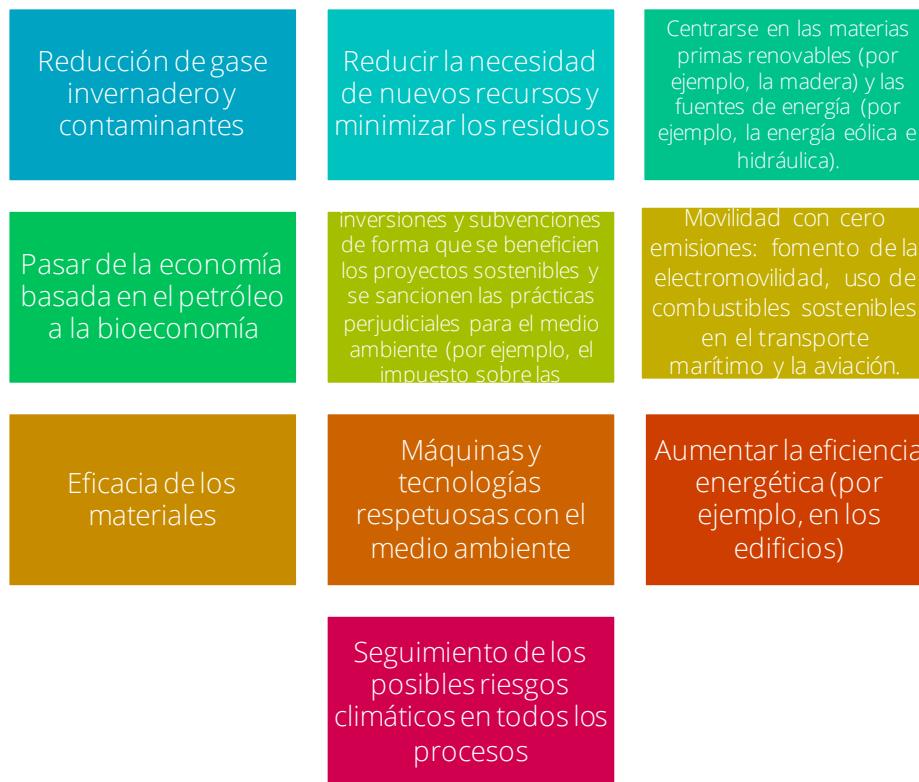 Reducción de gase
invernadero y
contaminantes
Reducir la necesidad
de nuevos recursos y
minimizar los residuos
Centrarse en las materias
primas renovables (por
ejemplo, la madera) y las
fuentes de energía (por
ejemplo, la energía eólica e
hidráulica).
Pasar de la economía
basada en el petróleo
a la bioeconomía
inversiones y subvenciones
de forma que se beneficien
los proyectos sostenibles y
se sancionen las prácticas
perjudiciales para el medio
ambiente (por ejemplo, el
impuesto sobre las
Movilidad con cero
emisiones: fomento de la
electromovilidad, uso de
combustibles sostenibles
en el transporte
marítimo y la aviación.
Eficacia de los
materiales
Máquinas y
tecnologías
respetuosas con el
medio ambiente
Aumentar la eficiencia
energética (por
ejemplo, en los
edificios)
Seguimiento de los
posibles riesgos
climáticos en todos los
procesos